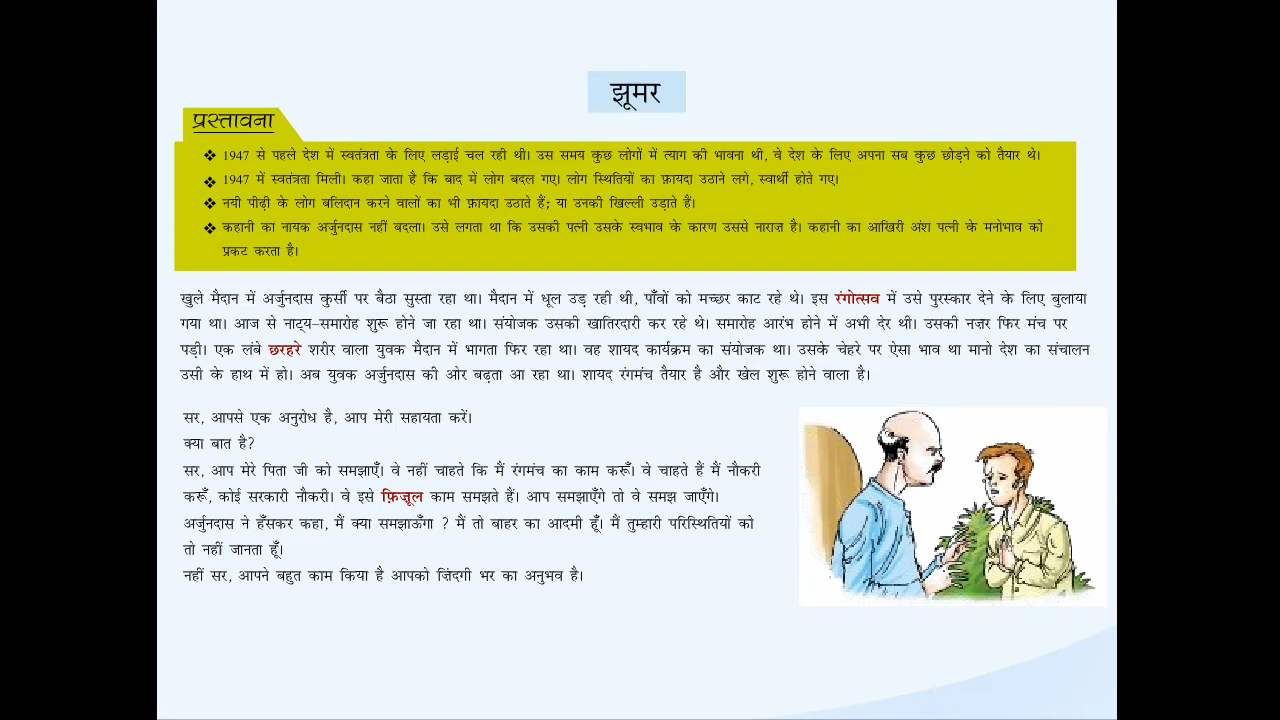 झूमर
प्रस्तावना
❖ 1947 से पहले देश में स्वतंत्रता के लिए लड़ाई चल रही थी। उस समय कुछ लोगों में त्याग की भावना थी, वे देश के लिए अपना सब कुछ छोड़ने को तैयार थे।
❖ 1947 में स्वतंत्रता मिली। कहा जाता है कि बाद में लोग बदल गए। लोग स्थितियों का फ़ायदा उठाने लगे, स्वार्थी होते गए।
❖ नयी पीढ़ी के लोग बलिदान करने वालों का भी फ़ायदा उठाते हैं; या उनकी खिल्ली उड़ाते हैं।
❖ कहानी का नायक अर्जुनदास नहीं बदला। उसे लगता था कि उसकी पत्नी उसके स्वभाव के कारण उससे नाराज़ है। कहानी का आखिरी अंश पत्नी के मनोभाव को
प्रकट करता है।
खुले मैदान में अर्जुनदास कुर्सी पर बैठा सुस्ता रहा था। मैदान में धूल उड़ रही थी, पाँवों को मच्छर काट रहे थे। इस रंगोत्सव में उसे पुरस्कार देने के लिए बुलाया
गया था। आज से नाट्य-समारोह शुरू होने जा रहा था। संयोजक उसकी खातिरदारी कर रहे थे। समारोह आरंभ होने में अभी देर थी। उसकी नज़र फिर मंच पर
पड़ी। एक लंबे छरहरे शरीर वाला युवक मैदान में भागता फिर रहा था। वह शायद कार्यक्रम का संयोजक था। उसके चेहरे पर ऐसा भाव था मानो देश का संचालन
उसी के हाथ में हो। अब युवक अर्जुनदास की ओर बढ़ता आ रहा था। शायद रंगमंच तैयार है और खेल शुरू होने वाला है।
सर, आपसे एक अनुरोध है, आप मेरी सहायता करें।
क्या बात है?
सर, आप मेरे पिता जी को समझाएँ। वे नहीं चाहते कि मैं रंगमंच का काम करूँ। वे चाहते हैं मैं नौकरी
करूँ, कोई सरकारी नौकरी। वे इसे फ़िज़ूल काम समझते हैं। आप समझाएँगे तो वे समझ जाएँगे।
अर्जुनदास ने हँसकर कहा, मैं क्या समझाऊँगा ? मैं तो बाहर का आदमी हूँ। मैं तुम्हारी परिस्थितियों को
तो नहीं जानता हूँ।
नहीं सर, आपने बहुत काम किया है आपको ज़िंदगी भर का अनुभव है।